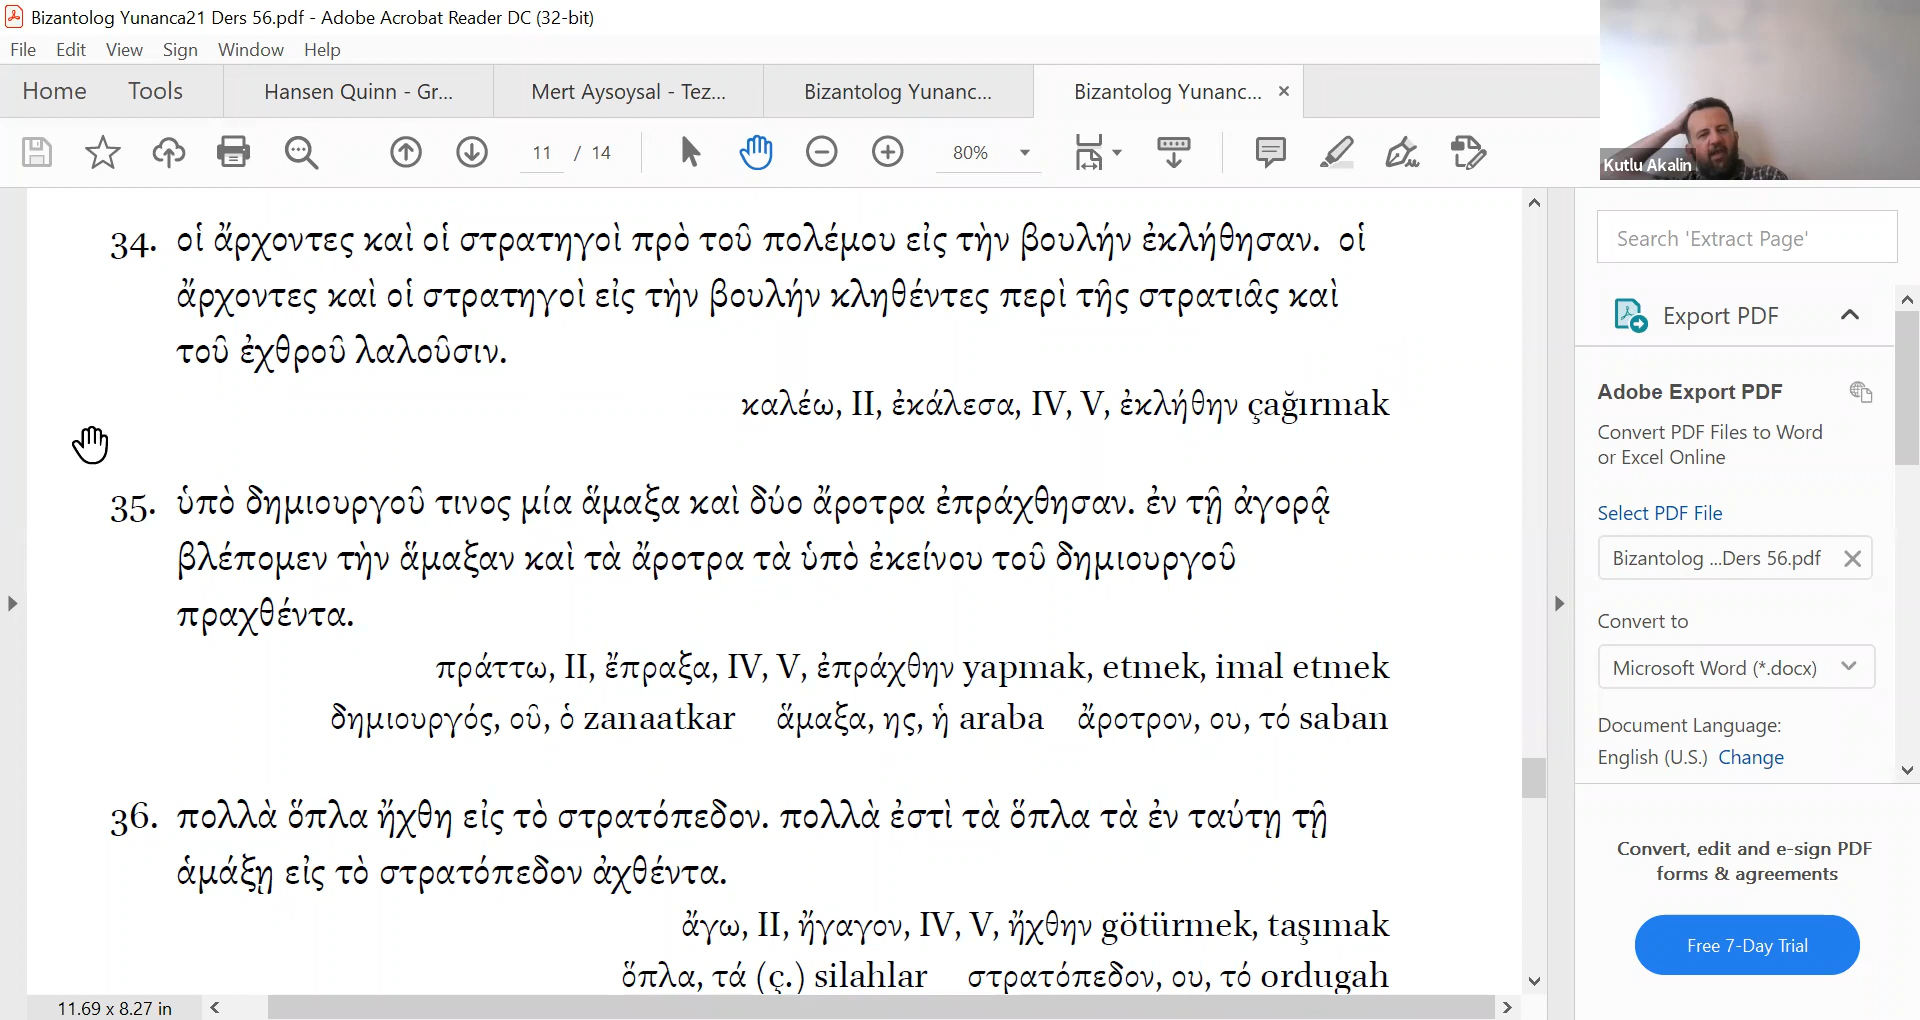 Bizantolog Yunanca21 Ders 56.pdf - Adobe Acrobat Reader DC (32-bit)
File Edit View Sign Window Help
Home Tools Hansen Quinn - Gr... Mert Aysoysal - Tez... Bizantolog Yunanc... Bizantolog Yunanc... ×
11 / 14 80%
Kutlu Akalin
34. οἱ ἄρχοντες καὶ οἱ στρατηγοὶ πρὸ τοῦ πολέμου εἰς τὴν βουλήν ἐκλήθησαν. οἱ
ἄρχοντες καὶ οἱ στρατηγοὶ εἰς τὴν βουλήν κληθέντες περὶ τῆς στρατιᾶς καὶ
τοῦ ἐχθροῦ λαλοῦσιν.
καλέω, II, ἐκάλεσα, IV, V, ἐκλήθην çağırmak
35. ὑπὸ δημιουργοῦ τινος μία ἅμαξα καὶ δύο ἄροτρα ἐπράχθησαν. ἐν τῇ ἀγορᾷ
βλέπομεν τὴν ἅμαξαν καὶ τὰ ἄροτρα τὰ ὑπὸ ἐκείνου τοῦ δημιουργοῦ
πραχθέντα.
πράττω, II, ἔπραξα, IV, V, ἐπράχθην yapmak, etmek, imal etmek
δημιουργός, οῦ, ὁ zanaatkar ἅμαξα, ης, ἡ araba ἄροτρον, ου, τό saban
36. πολλὰ ὅπλα ἤχθη εἰς τὸ στρατόπεδον. πολλὰ ἐστὶ τὰ ὅπλα τὰ ἐν ταύτῃ τῇ
ἁμάξῃ εἰς τὸ στρατόπεδον ἀχθέντα.
ἄγω, II, ἤγαγον, IV, V, ἤχθην götürmek, taşımak
ὅπλα, τά (ç.) silahlar στρατόπεδον, ου, τό ordugah
11.69 x 8.27 in
Search 'Extract Page'
Export PDF
Adobe Export PDF
Convert PDF Files to Word
or Excel Online
Select PDF File
Bizantolog ...Ders 56.pdf
Convert to
Microsoft Word (*.docx)
Document Language:
English (U.S.) Change
Convert, edit and e-sign PDF
forms & agreements
Free 7-Day Trial